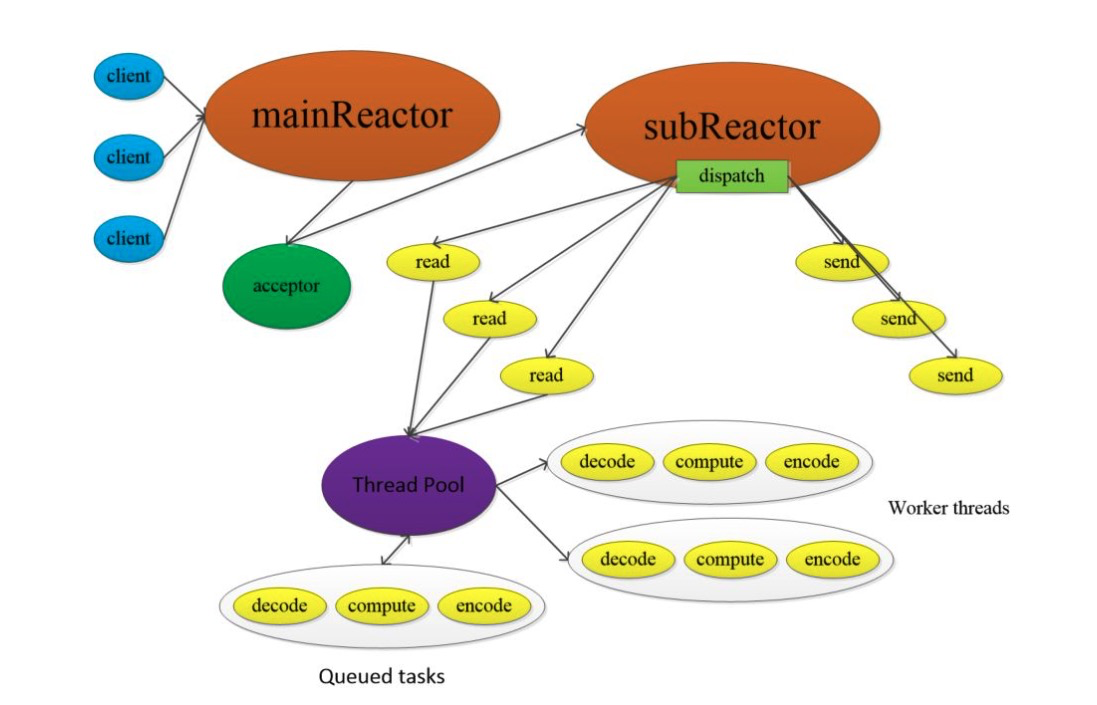 client
mainReactor
subReactor
client
dispatch
client
read
send
acceptor
read
send
read
send
decode
compute
encode
Thread Pool
Worker threads
decode
compute
encode
decode
compute
encode
Queued tasks